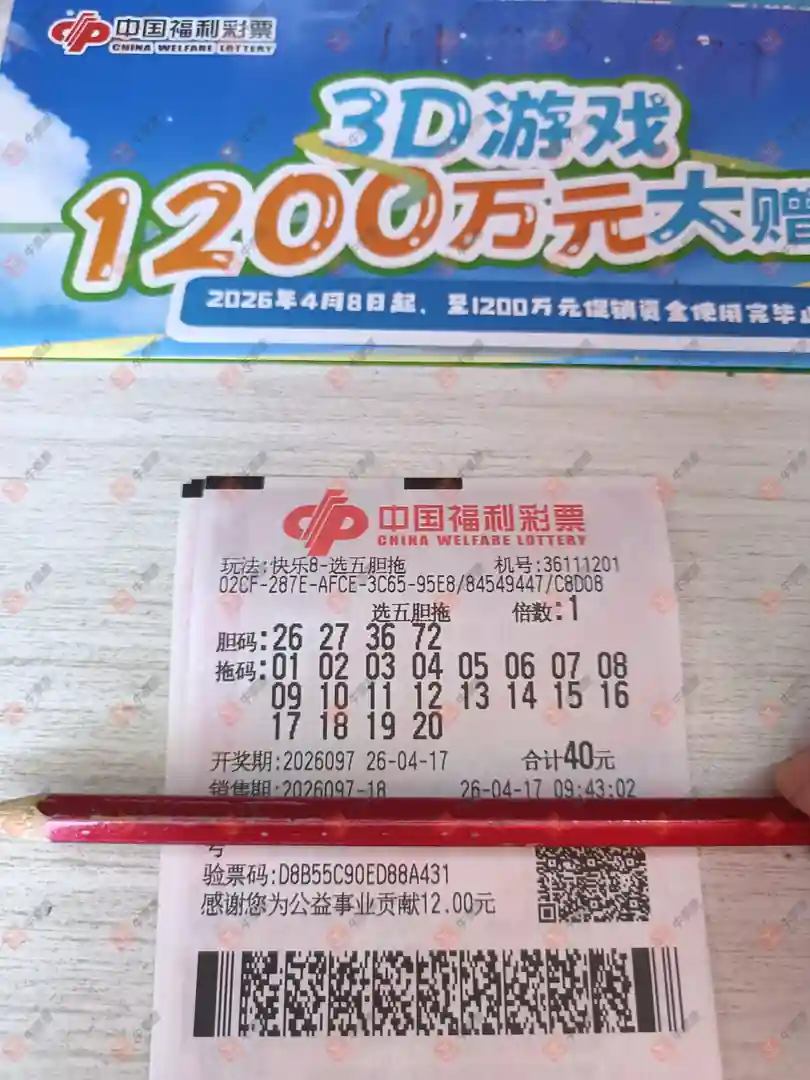 中国福利彩票
CHINA WELFARE LOTTERY
3D游戏
1200万元大赠
2026年4月8日起,至1200万元促销资金使用完毕止
中国福利彩票
CHINA WELFARE LOTTERY
玩法:快乐8-选五胆拖 机号:36111201
02CF-287E-AFCE-3C65-95E8/84549447/C8D08
选五胆拖 倍数:1
胆码:26 27 36 72
拖码:01 02 03 04 05 06 07 08
09 10 11 12 13 14 15 16
17 18 19 20
开奖期:2026097 26-04-17 合计40元
销售期:2026097-18 26-04-17 09:43:02
号
验票码:D8B55C90ED88A431
感谢您为公益事业贡献12.00元